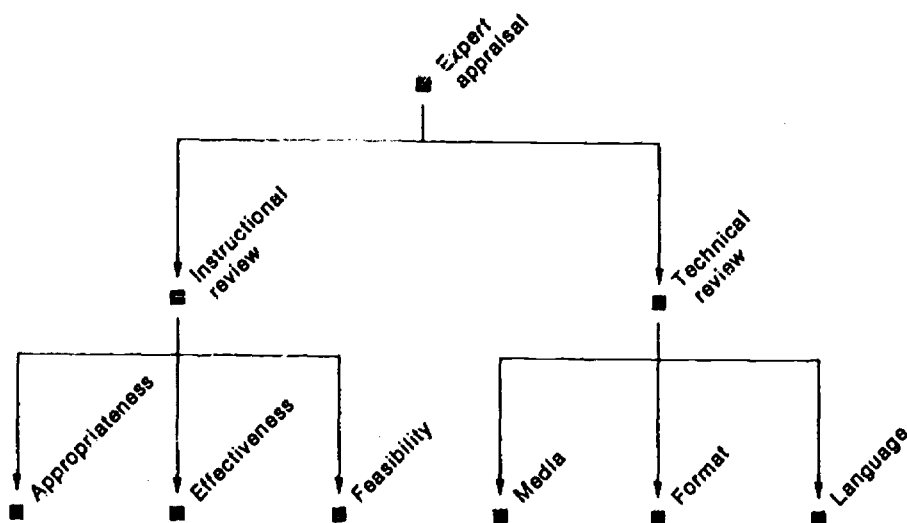 Expert
appraisal
Instructional
review
Technical
review
Appropriateness
Effectiveness
Feasibility
Media
Format
Language